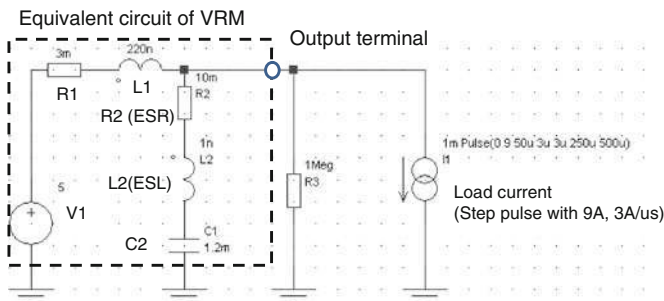 Equivalent circuit of VRM
Output terminal
3m
220n
R1
L1
10m
R2
R2 (ESR)
1n
L2
L2(ESL)
5
V1
C2
C1
1.2m
1Meg
R3
1m Pulse(0 9 50u 3u 3u 250u 500u)
I1
Load current
(Step pulse with 9A, 3A/us)